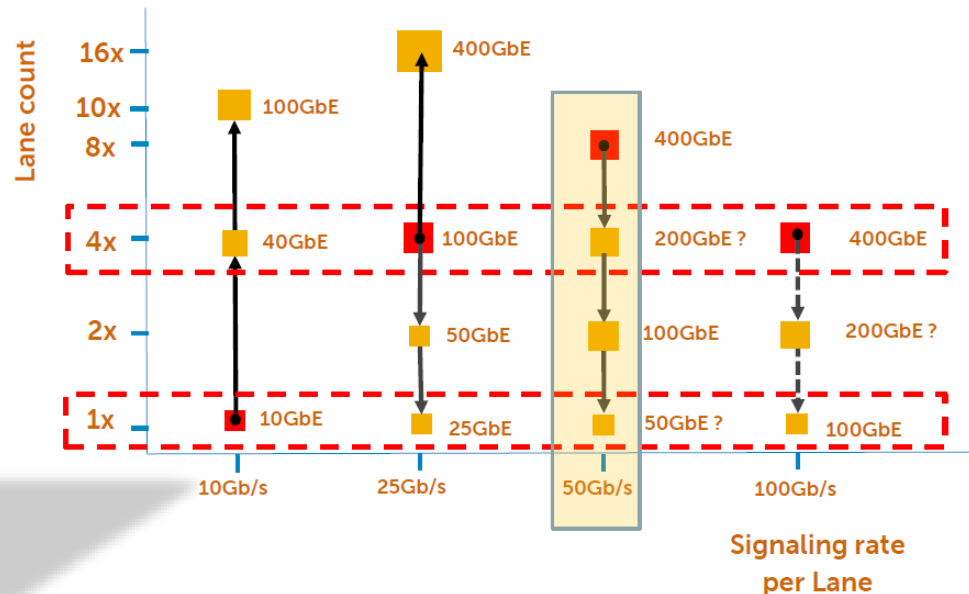 Lane count
16x
400GbE
10x
100GbE
8x
400GbE
4x
40GbE
100GbE
200GbE ?
400GbE
2x
50GbE
100GbE
200GbE ?
1x
10GbE
25GbE
50GbE ?
100GbE
10Gb/s
25Gb/s
50Gb/s
100Gb/s
Signaling rate
per Lane